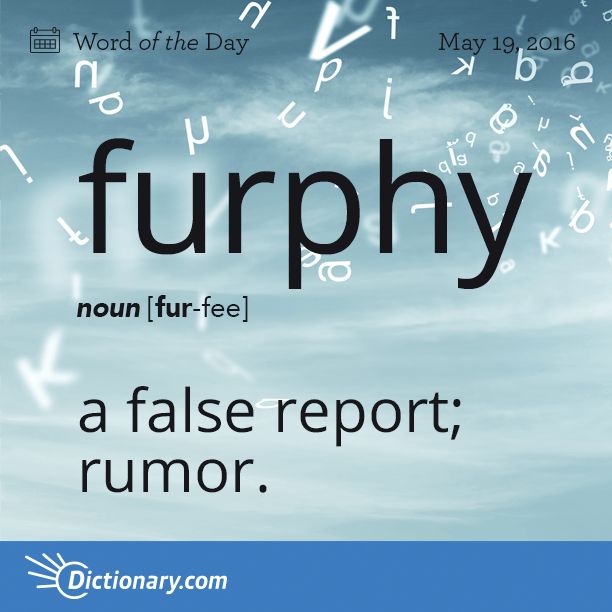 Word of the Day
May 19, 2016
furphy
noun [fur-fee]
a false report;
rumor.
Dictionary.com